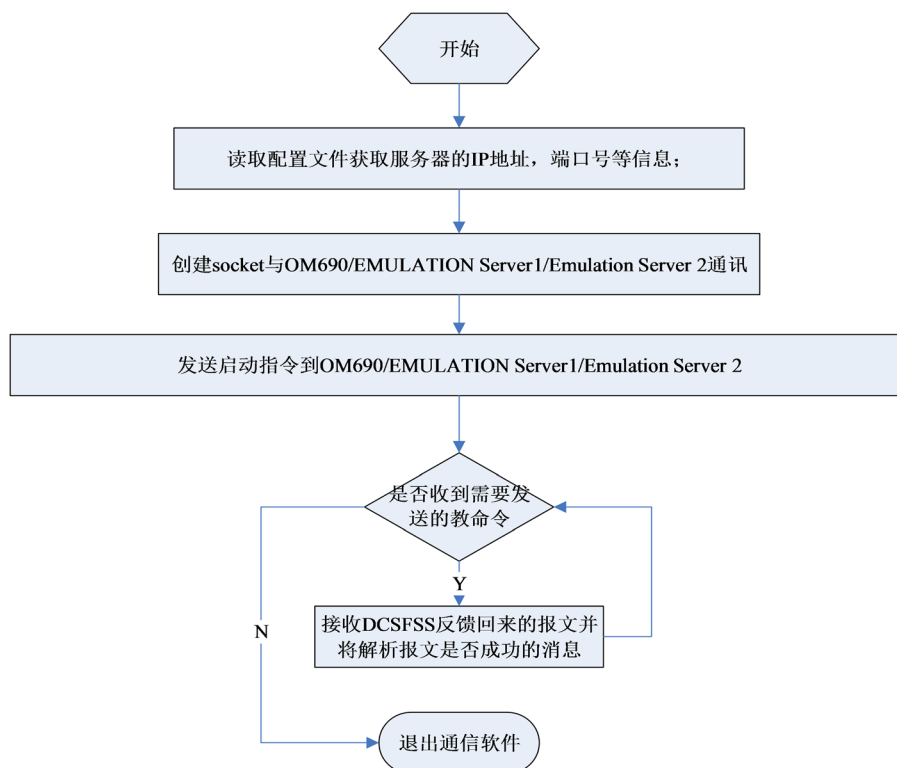 开始
读取配置文件获取服务器的IP地址，端口号等信息；
创建socket与OM690/EMULATION Server1/Emulation Server 2通讯
发送启动指令到OM690/EMULATION Server1/Emulation Server 2
是否收到需要发
送的教命令
Y
N
接收DCSFSS反馈回来的报文并
将解析报文是否成功的消息
退出通信软件